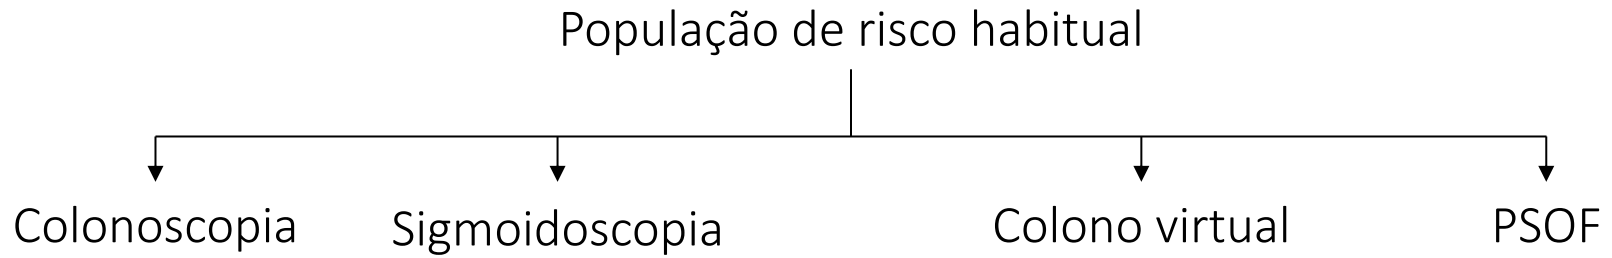 População de risco habitual
Colonoscopia
Sigmoidoscopia
Colono virtual
PSOF